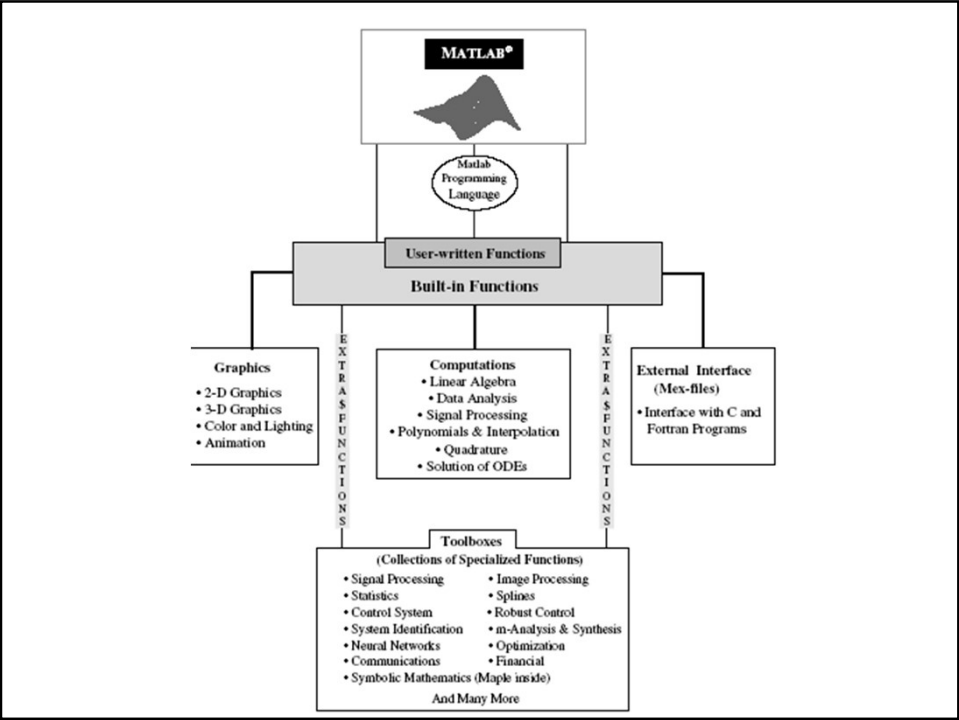 MATLAB®
Matlab
Programming
Language
User-written Functions
Built-in Functions
EXTRA$FUNCTIONS
EXTRA$FUNCTIONS
Graphics
• 2-D Graphics
• 3-D Graphics
• Color and Lighting
• Animation
Computations
• Linear Algebra
• Data Analysis
• Signal Processing
• Polynomials & Interpolation
• Quadrature
• Solution of ODEs
External Interface
(Mex-files)
• Interface with C and
Fortran Programs
Toolboxes
(Collections of Specialized Functions)
• Signal Processing
• Statistics
• Control System
• System Identification
• Neural Networks
• Communications
• Symbolic Mathematics (Maple inside)
• Image Processing
• Splines
• Robust Control
• m-Analysis & Synthesis
• Optimization
• Financial
And Many More